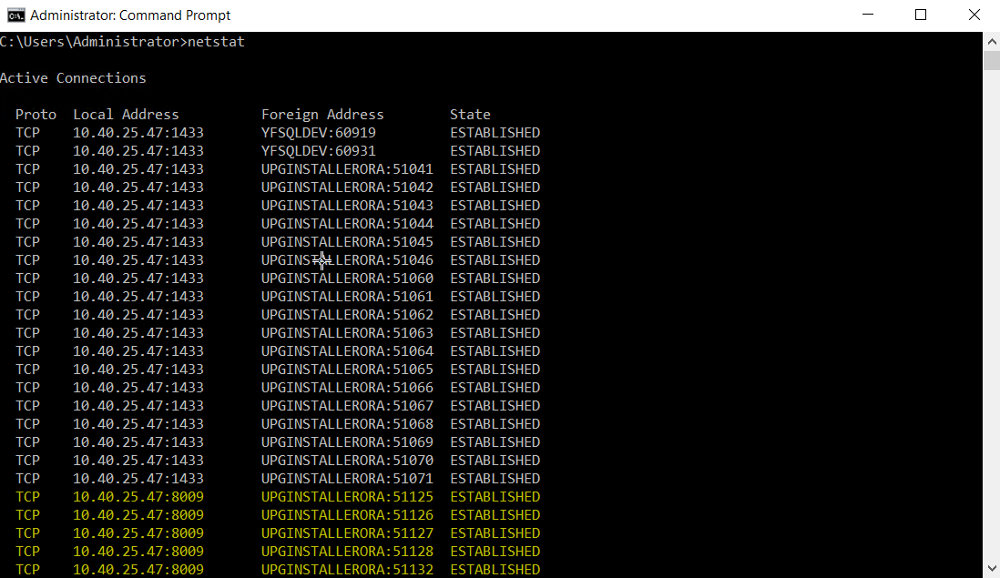 Administrator: Command Prompt
C:\Users\Administrator>netstat
Active Connections
Proto Local Address Foreign Address State
TCP 10.40.25.47:1433 YFSQLDEV:60919 ESTABLISHED
TCP 10.40.25.47:1433 YFSQLDEV:60931 ESTABLISHED
TCP 10.40.25.47:1433 UPGINSTALLERORA:51041 ESTABLISHED
TCP 10.40.25.47:1433 UPGINSTALLERORA:51042 ESTABLISHED
TCP 10.40.25.47:1433 UPGINSTALLERORA:51043 ESTABLISHED
TCP 10.40.25.47:1433 UPGINSTALLERORA:51044 ESTABLISHED
TCP 10.40.25.47:1433 UPGINSTALLERORA:51045 ESTABLISHED
TCP 10.40.25.47:1433 UPGINSTALLERORA:51046 ESTABLISHED
TCP 10.40.25.47:1433 UPGINSTALLERORA:51060 ESTABLISHED
TCP 10.40.25.47:1433 UPGINSTALLERORA:51061 ESTABLISHED
TCP 10.40.25.47:1433 UPGINSTALLERORA:51062 ESTABLISHED
TCP 10.40.25.47:1433 UPGINSTALLERORA:51063 ESTABLISHED
TCP 10.40.25.47:1433 UPGINSTALLERORA:51064 ESTABLISHED
TCP 10.40.25.47:1433 UPGINSTALLERORA:51065 ESTABLISHED
TCP 10.40.25.47:1433 UPGINSTALLERORA:51066 ESTABLISHED
TCP 10.40.25.47:1433 UPGINSTALLERORA:51067 ESTABLISHED
TCP 10.40.25.47:1433 UPGINSTALLERORA:51068 ESTABLISHED
TCP 10.40.25.47:1433 UPGINSTALLERORA:51069 ESTABLISHED
TCP 10.40.25.47:1433 UPGINSTALLERORA:51070 ESTABLISHED
TCP 10.40.25.47:1433 UPGINSTALLERORA:51071 ESTABLISHED
TCP 10.40.25.47:8009 UPGINSTALLERORA:51125 ESTABLISHED
TCP 10.40.25.47:8009 UPGINSTALLERORA:51126 ESTABLISHED
TCP 10.40.25.47:8009 UPGINSTALLERORA:51127 ESTABLISHED
TCP 10.40.25.47:8009 UPGINSTALLERORA:51128 ESTABLISHED
TCP 10.40.25.47:8009 UPGINSTALLERORA:51132 ESTABLISHED